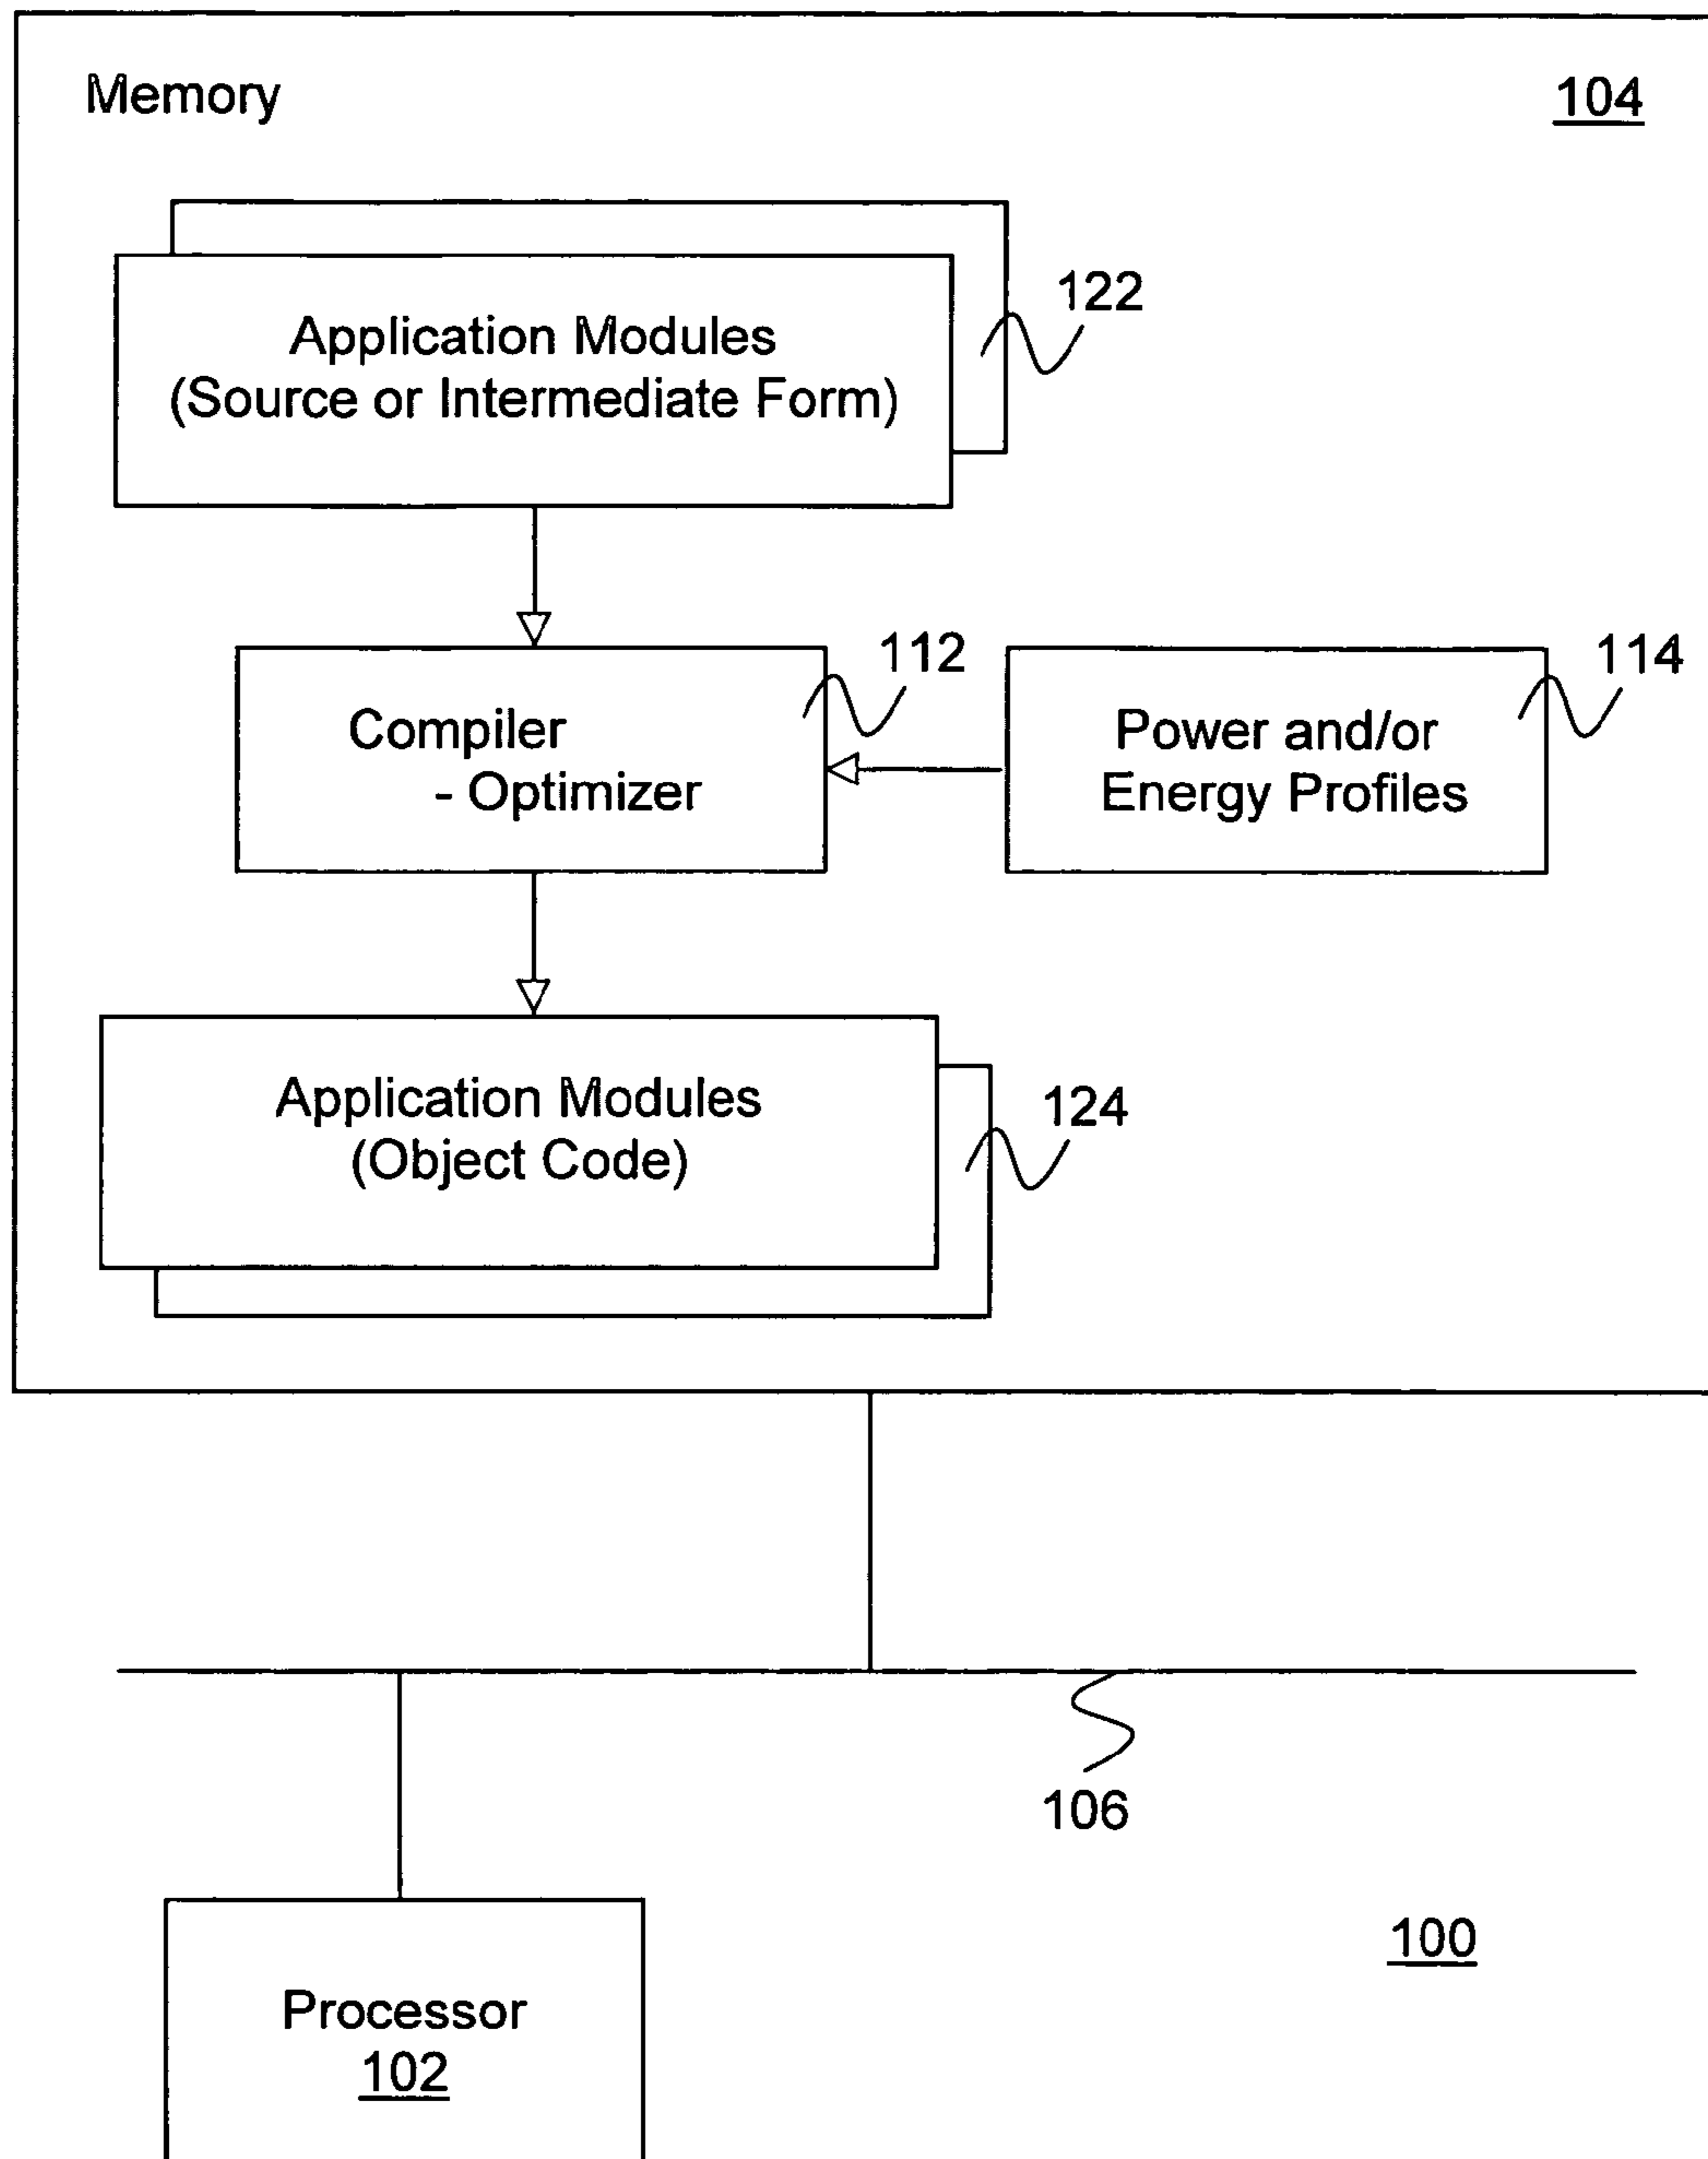 Memory
104
122
Application Modules
(Source or Intermediate Form)
112
114
Compiler
- Optimizer
Power and/or
Energy Profiles
Application Modules
(Object Code)
124
106
100
Processor
102